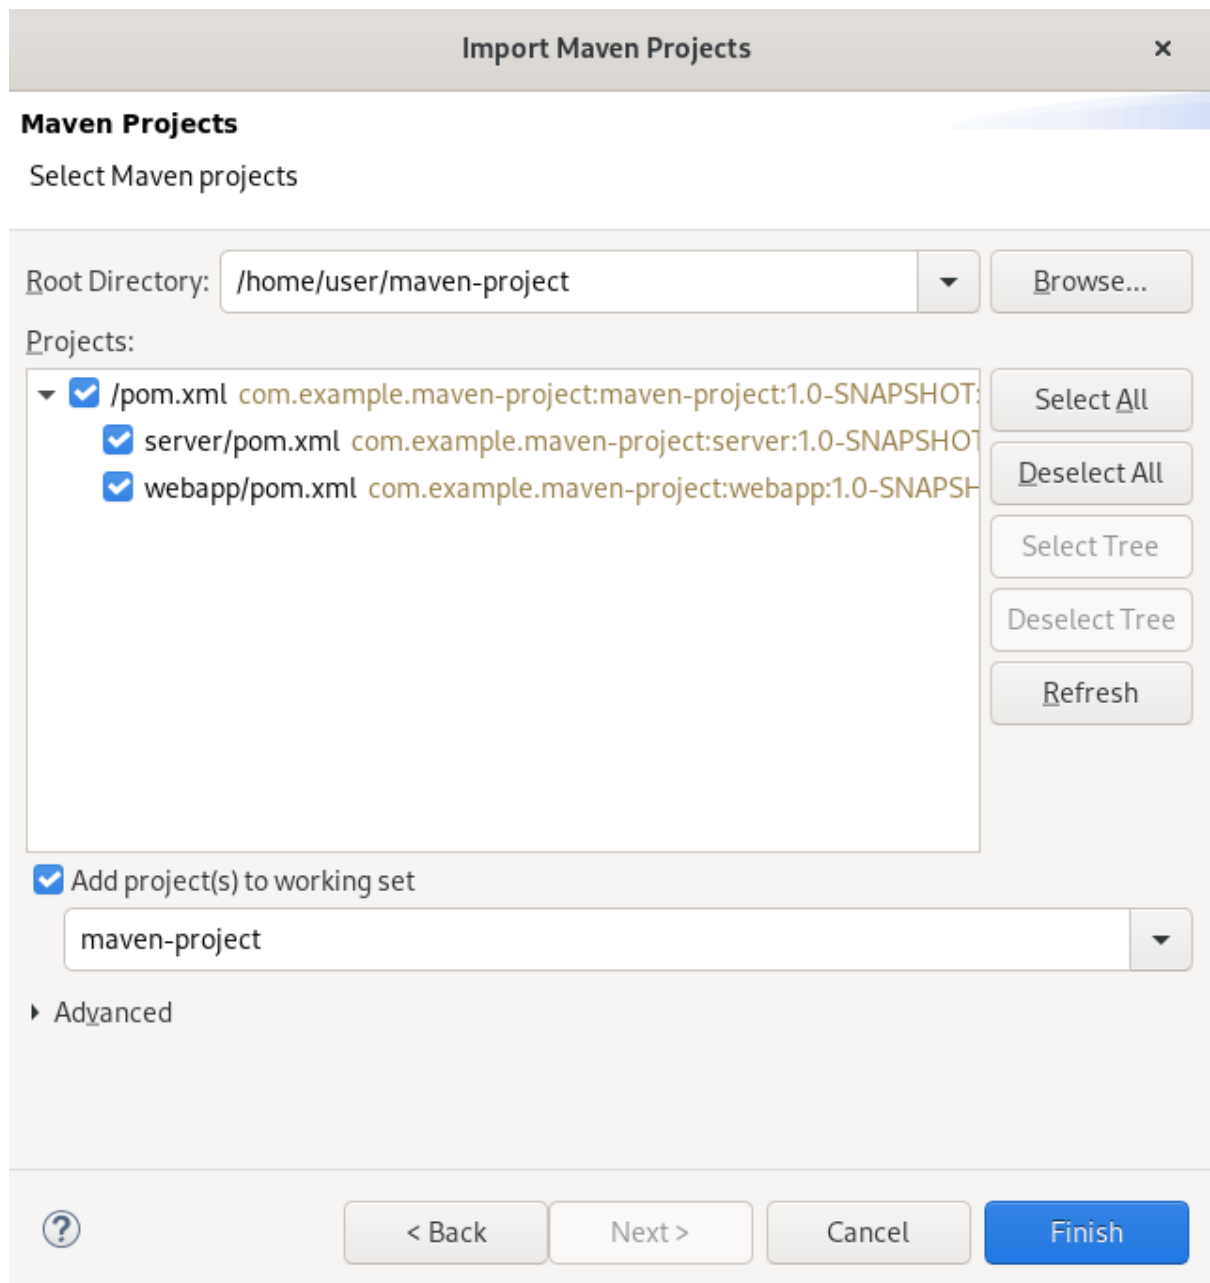 Import Maven Projects ×
Maven Projects
Select Maven projects
Root Directory: /home/user/maven-project Browse...
Projects:
/pom.xml com.example.maven-project:maven-project:1.0-SNAPSHOT: Select All
server/pom.xml com.example.maven-project:server:1.0-SNAPSHOT Deselect All
webapp/pom.xml com.example.maven-project:webapp:1.0-SNAPSH
Select Tree
Deselect Tree
Refresh
Add project(s) to working set
maven-project
Advanced
? < Back Next > Cancel Finish